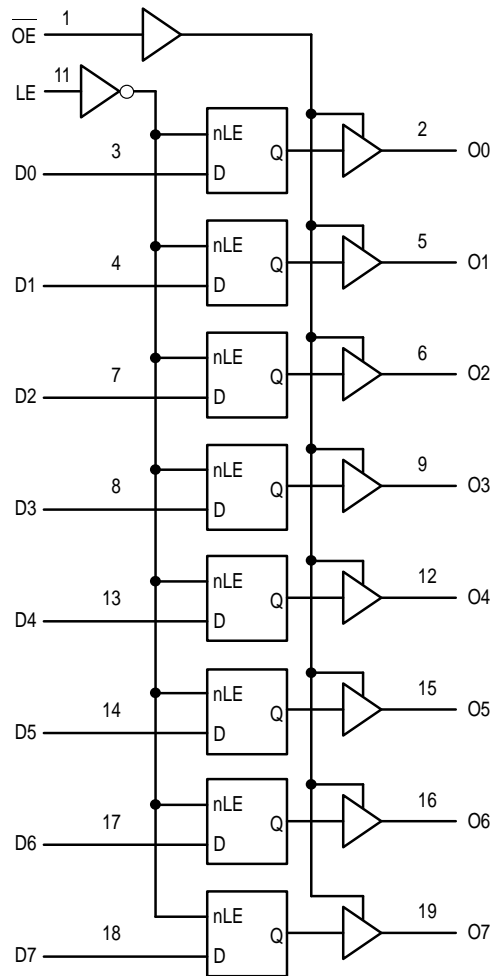 OE 1
LE 11
nLE
3 Q 2 O0
D0 D
nLE
4 Q 5 O1
D1 D
nLE
7 Q 6 O2
D2 D
nLE
8 Q 9 O3
D3 D
nLE
13 Q 12 O4
D4 D
nLE
14 Q 15 O5
D5 D
nLE
17 Q 16 O6
D6 D
nLE
18 Q 19 O7
D7 D